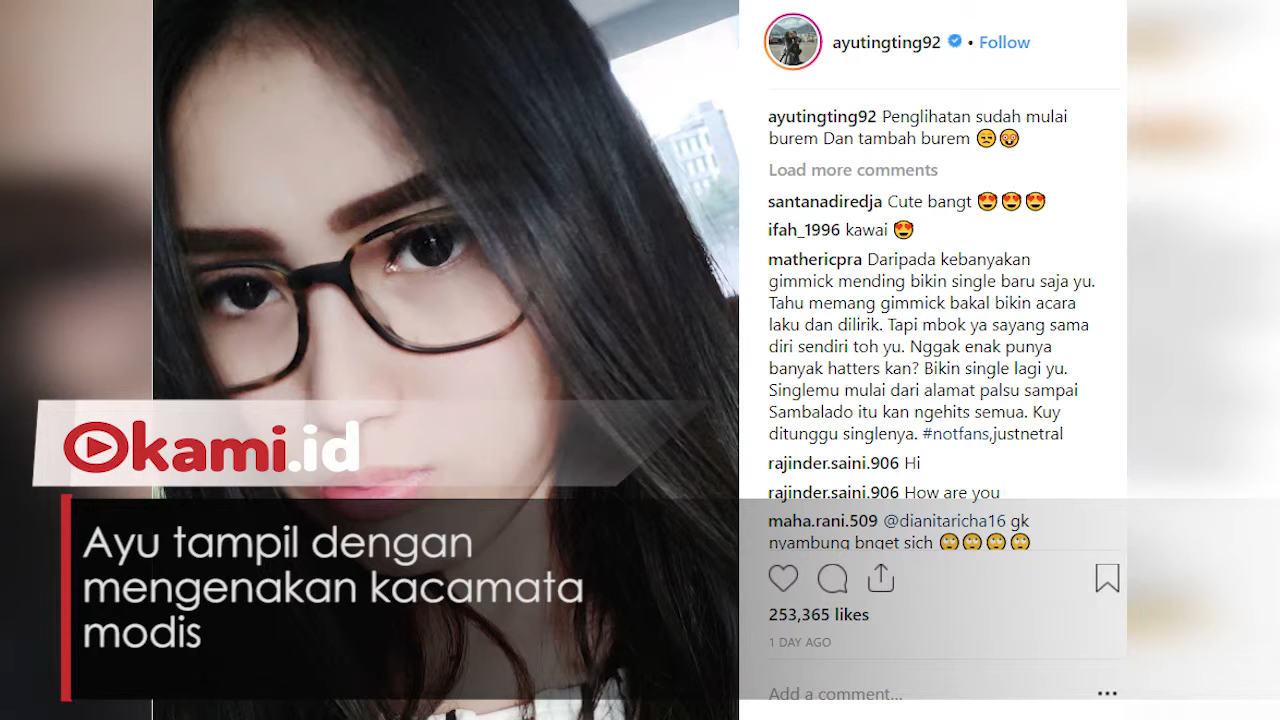 ayutingting92 • Follow
ayutingting92 Penglihatan sudah mulai
burem Dan tambah burem
Load more comments
santanadiredja Cute bangt
ifah_1996 kawai
mathericpra Daripada kebanyakan
gimmick mending bikin single baru saja yu.
Tahu memang gimmick bakal bikin acara
laku dan dilirik. Tapi mbok ya sayang sama
diri sendiri toh yu. Nggak enak punya
banyak hatters kan? Bikin single lagi yu.
Singlemu mulai dari alamat palsu sampai
Sambalado itu kan ngehits semua. Kuy
ditunggu singlenya. #notfans,justnetral
rajinder.saini.906 Hi
rajinder.saini.906 How are you
maha.rani.509 @dianitaricha16 gk
nyambung bnget sich
253,365 likes
1 DAY AGO
Add a comment...
Okami.id
Ayu tampil dengan
mengenakan kacamata
modis